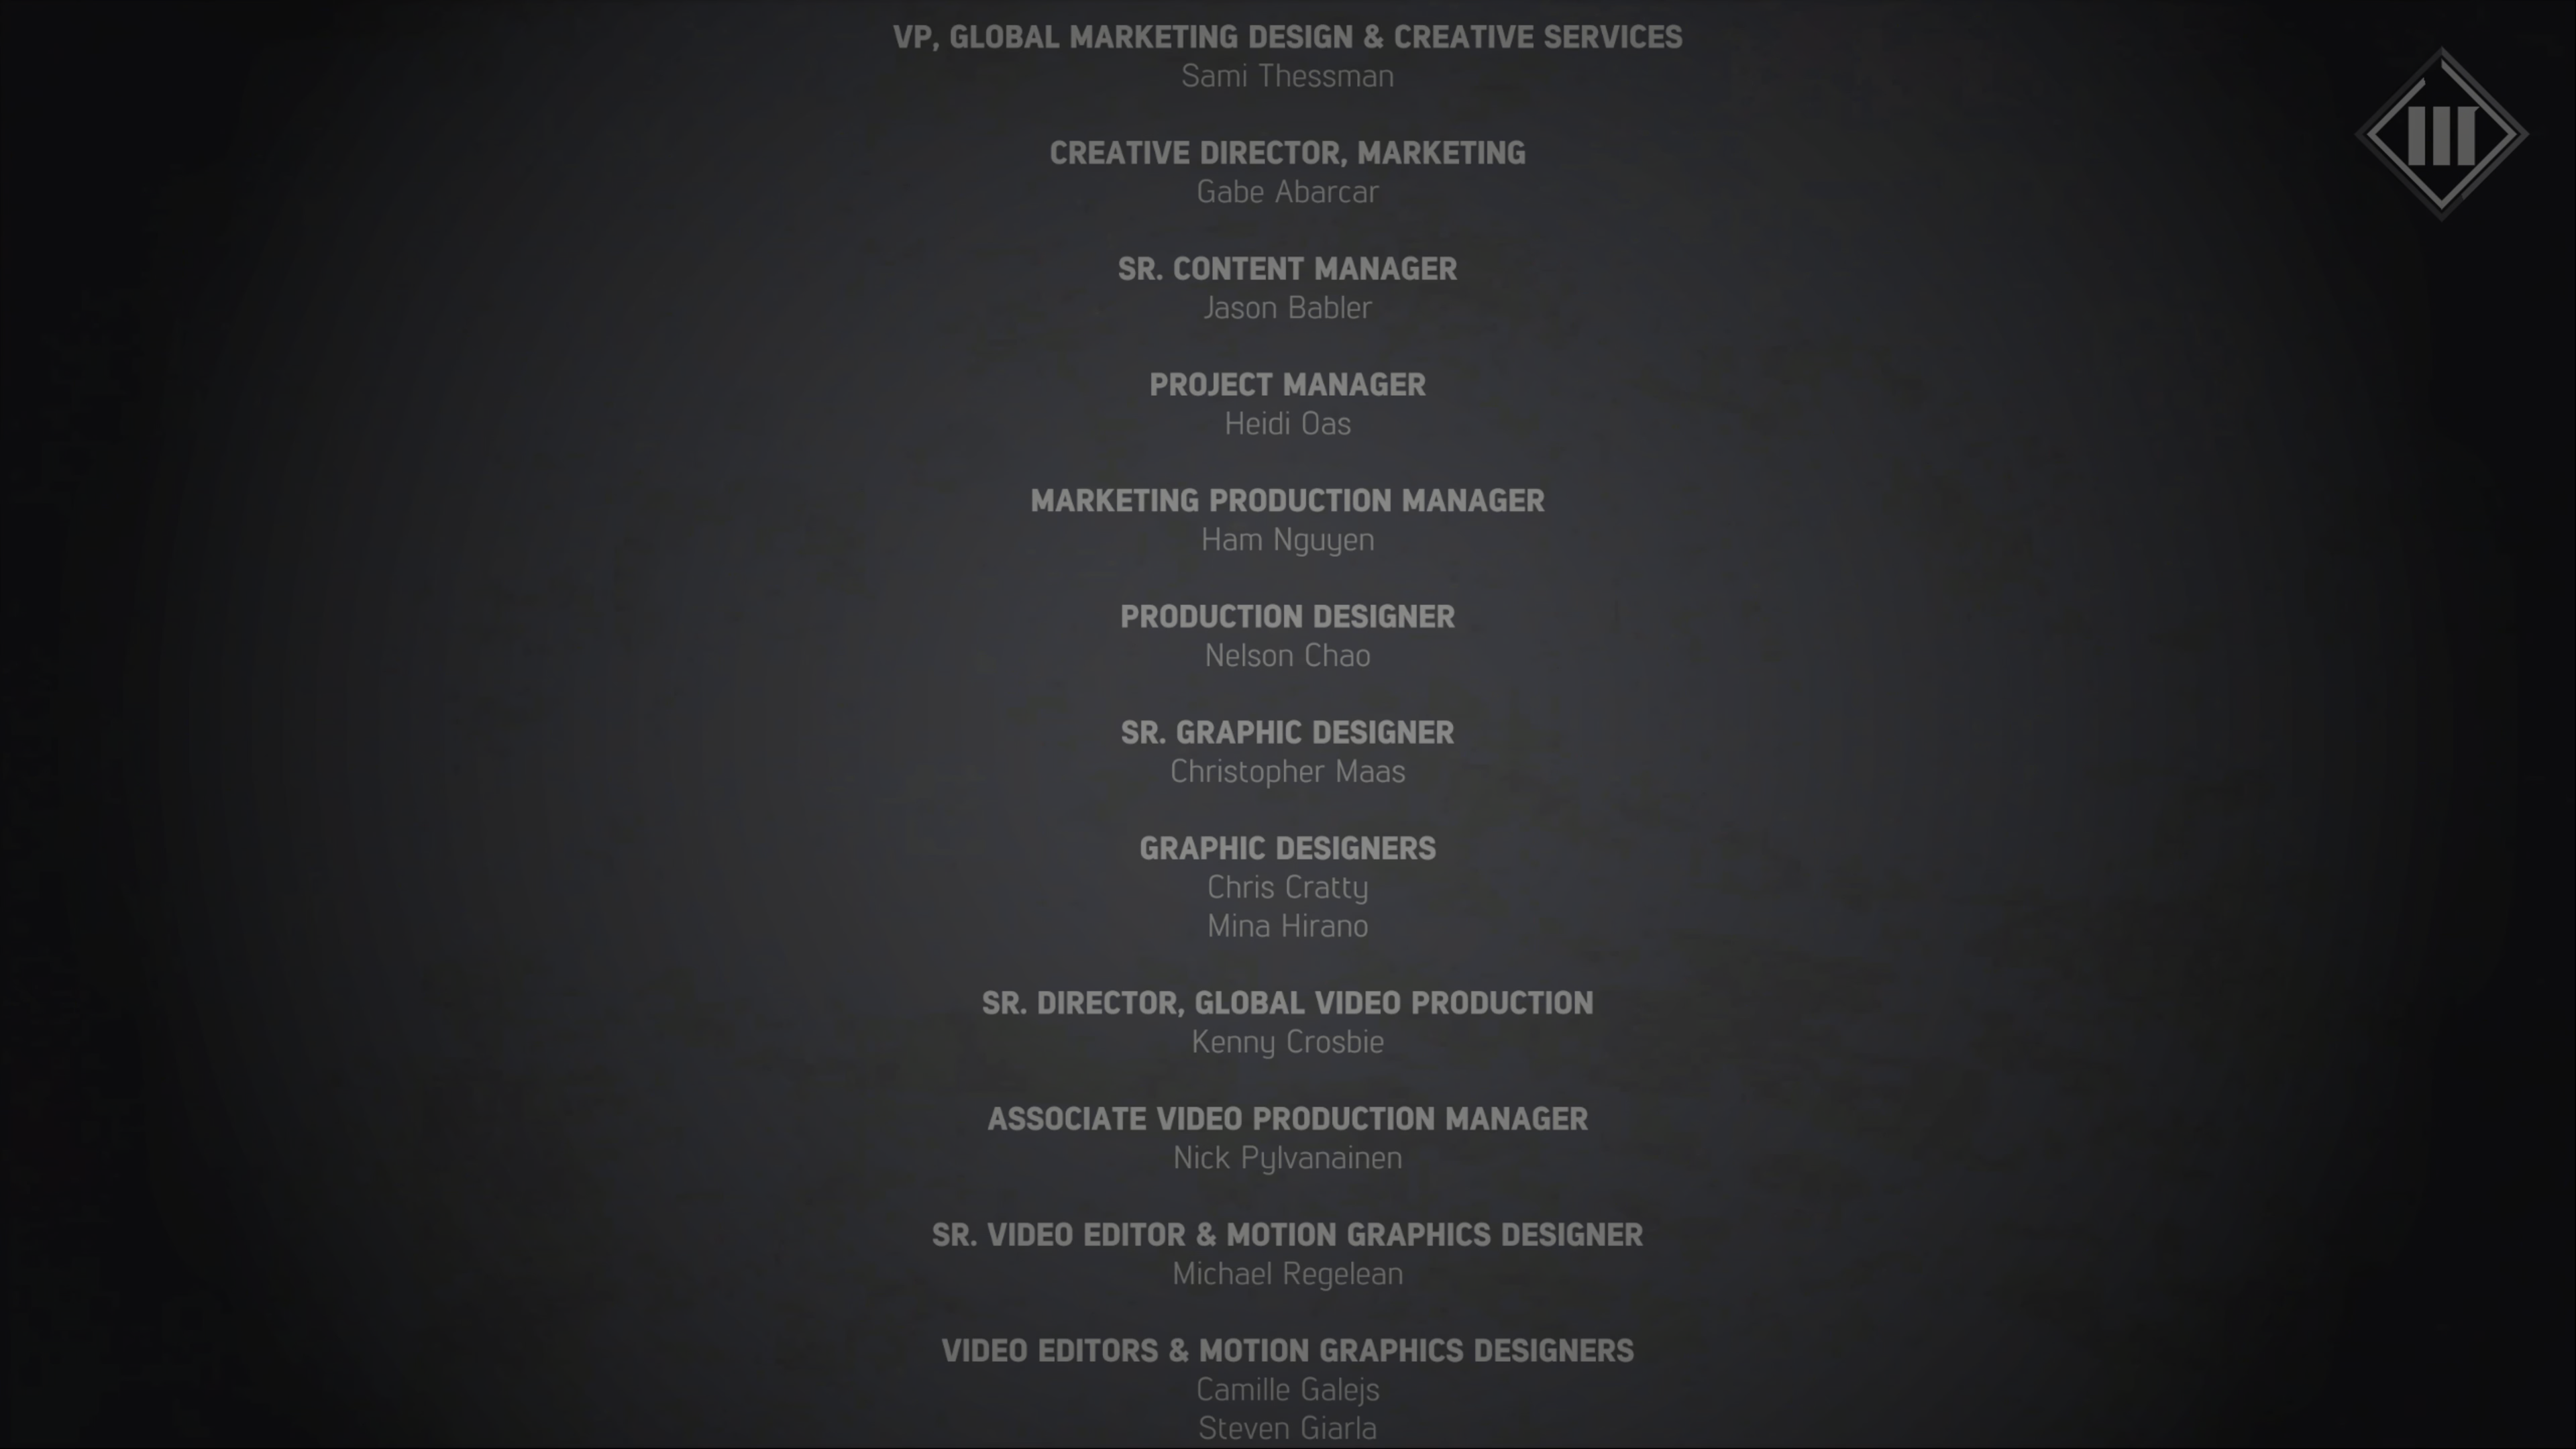 VP, GLOBAL MARKETING DESIGN & CREATIVE SERVICES
Sami Thessman
CREATIVE DIRECTOR, MARKETING
Gabe Abarcar
SR. CONTENT MANAGER
Jason Babler
PROJECT MANAGER
Heidi Oas
MARKETING PRODUCTION MANAGER
Ham Nguyen
PRODUCTION DESIGNER
Nelson Chao
SR. GRAPHIC DESIGNER
Christopher Maas
GRAPHIC DESIGNERS
Chris Cratty
Mina Hirano
SR. DIRECTOR, GLOBAL VIDEO PRODUCTION
Kenny Crosbie
ASSOCIATE VIDEO PRODUCTION MANAGER
Nick Pylvanainen
SR. VIDEO EDITOR & MOTION GRAPHICS DESIGNER
Michael Regelean
VIDEO EDITORS & MOTION GRAPHICS DESIGNERS
Camille Galejs
Steven Giarla
III